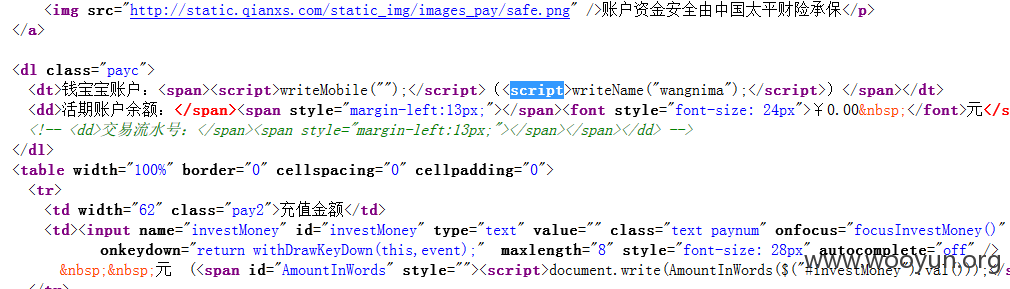 <img src="http://static.qianxs.com/static_img/images_pay/safe.png" />账户资金安全由中国太平财险承保</p>
</a>
<dl class="payc">
<dt>钱宝宝账户：<span><script>writeMobile("");</script> (<script>writeName("wangnima");</script>) </span></dt>
<dd>活期账户余额：</span><span style="margin-left:13px;"></span><font style="font-size: 24px">￥0.00&nbsp;</font>元</s
<!-- <dd>交易流水号：</span><span style="margin-left:13px;"></span></span></dd> -->
</dl>
<table width="100%" border="0" cellspacing="0" cellpadding="0">
<tr>
<td width="62" class="pay2">充值金额</td>
<td><input name="investMoney" id="investMoney" type="text" value="" class="text paynum" onfocus="focusInvestMoney()"
onkeydown="return withDrawKeyDown(this,event);" maxlength="8" style="font-size: 28px" autocomplete="off" />
&nbsp;&nbsp;元 (<span id="AmountInWords" style=""><script>document.write(AmountInWords($("#investMoney").val()));</s
</tr>
www.wooyun.org